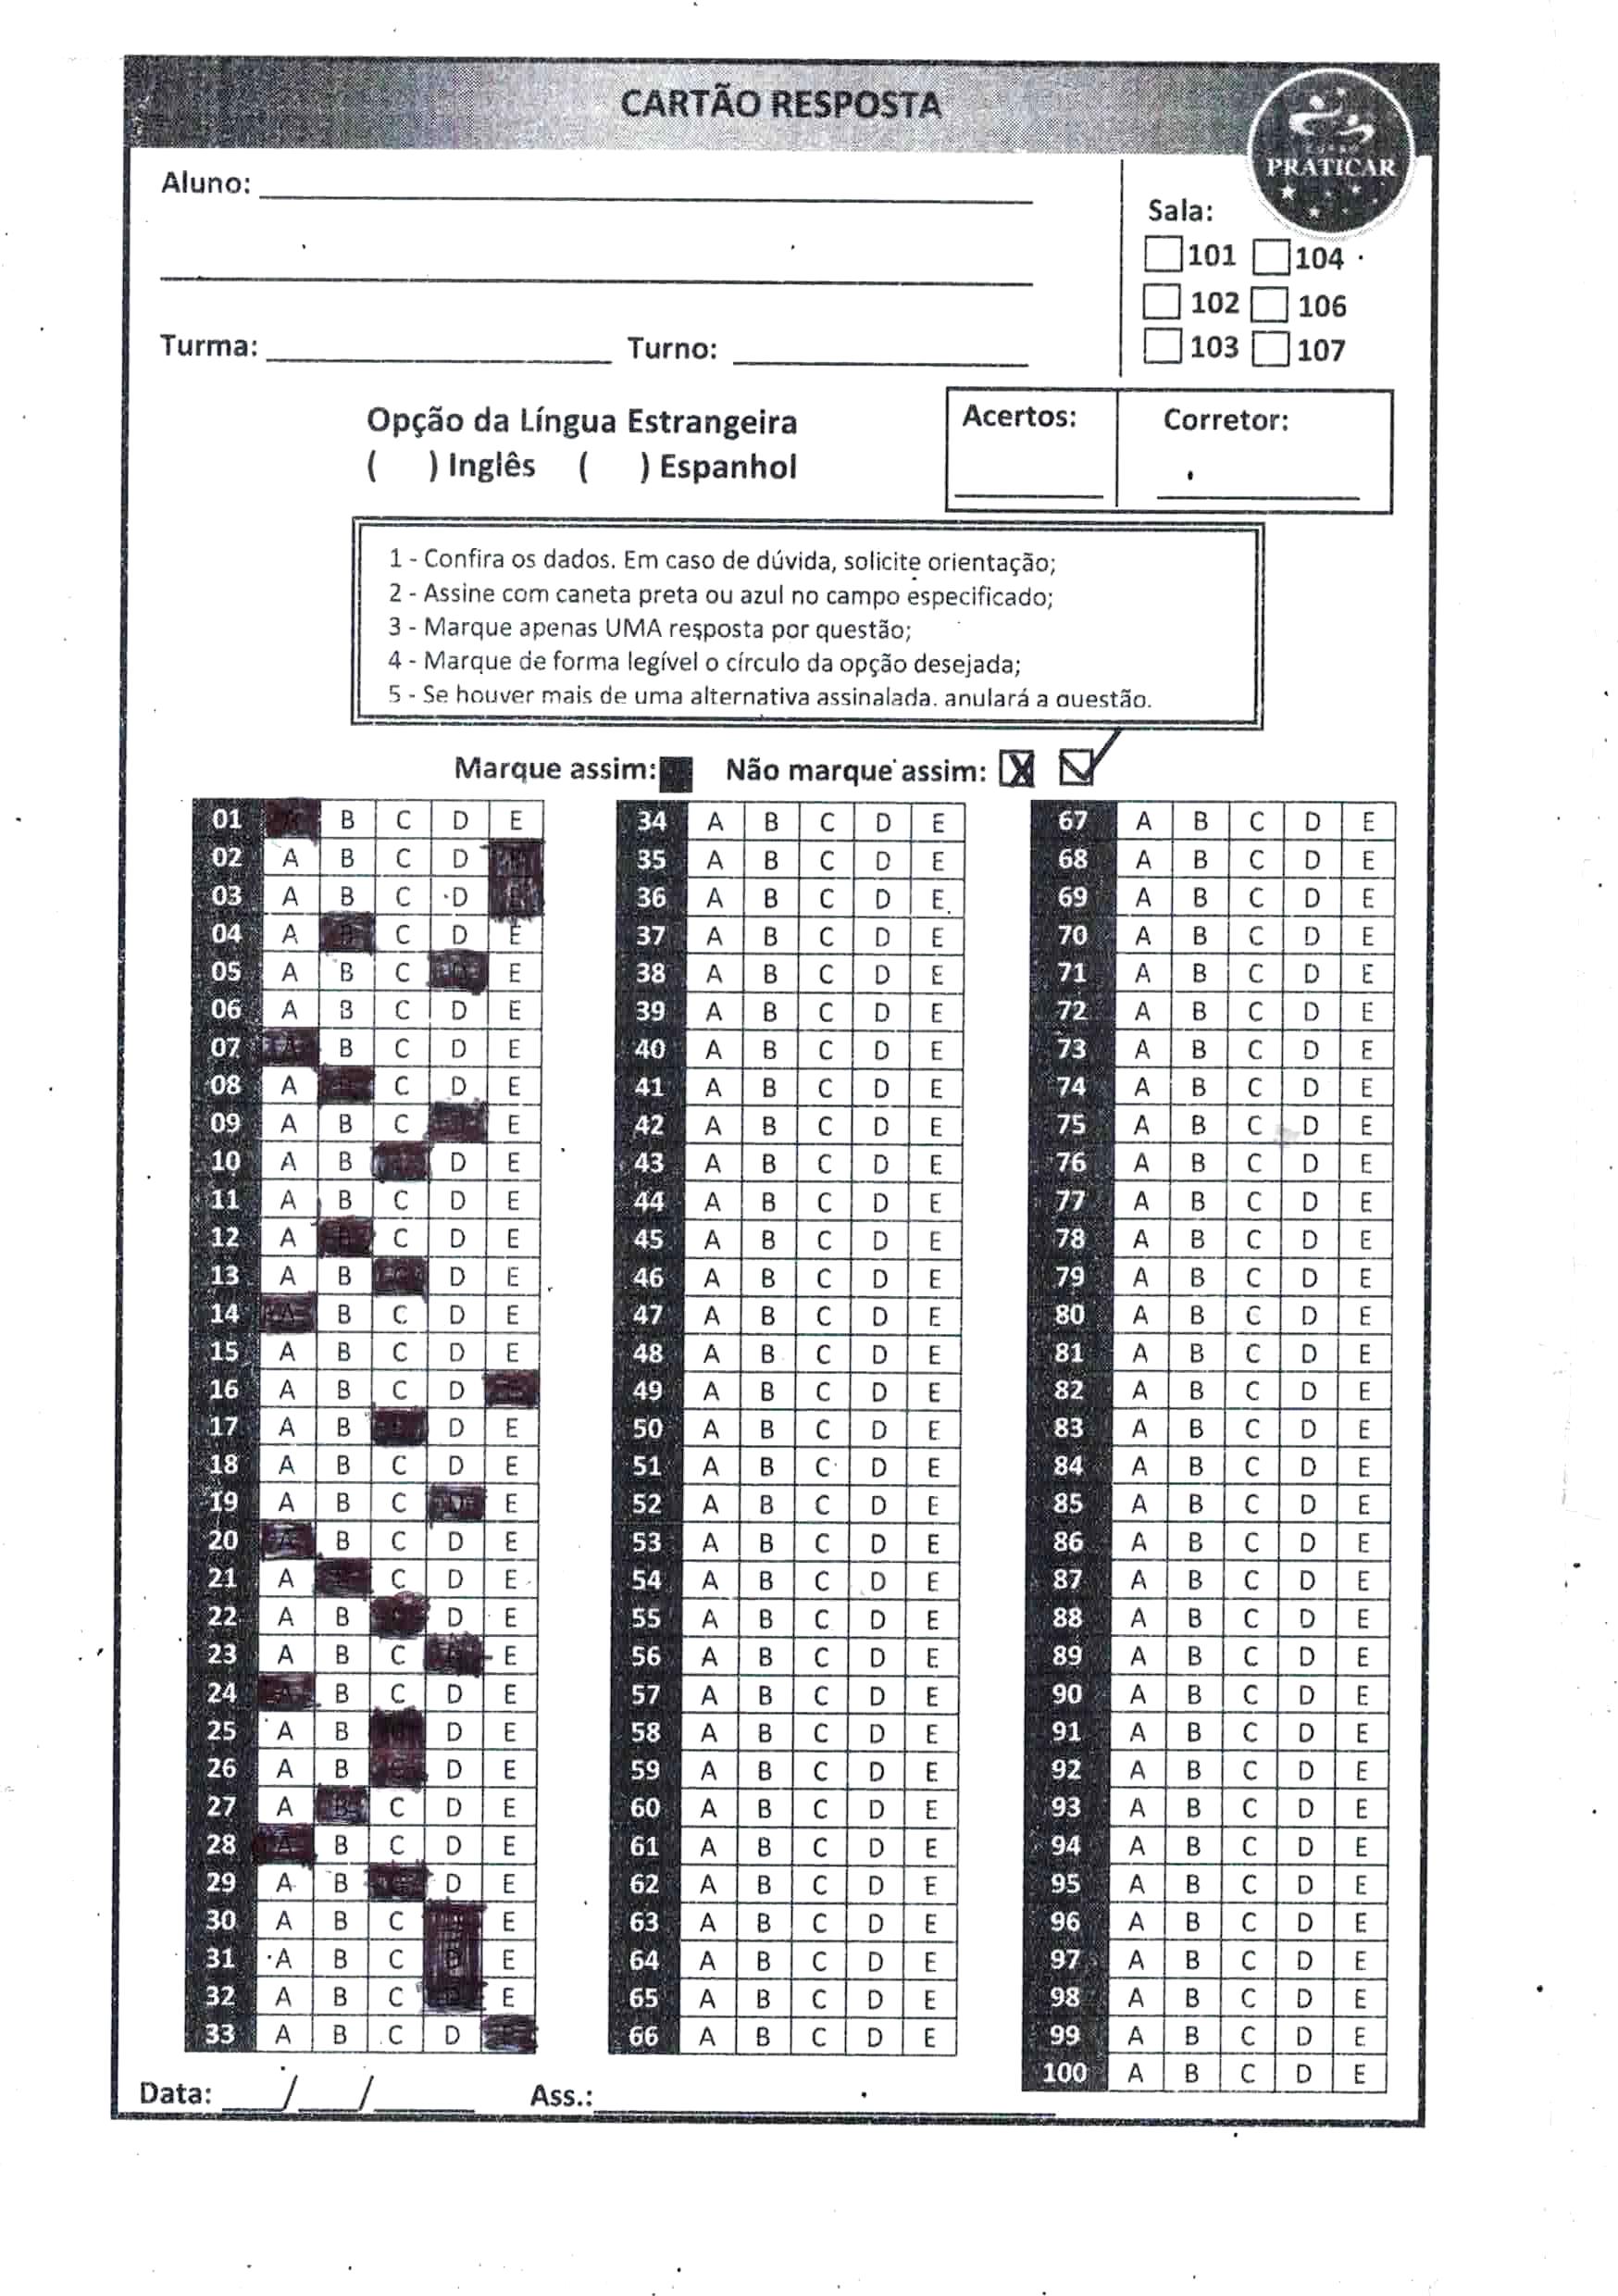 CARTÃO RESPOSTA
CURSO
PRATICAR
Aluno:
Sala:
101 104
102 106
103 107
Turma: Turno:
Opção da Língua Estrangeira
( ) Inglês ( ) Espanhol
Acertos: Corretor:
1 - Confira os dados. Em caso de dúvida, solicite orientação;
2 - Assine com caneta preta ou azul no campo especificado;
3 - Marque apenas UMA resposta por questão;
4 - Marque de forma legível o círculo da opção desejada;
5 - Se houver mais de uma alternativa assinalada, anulará a questão.
Marque assim: Não marque assim: X
01 B C D E 34 A B C D E 67 A B C D E
02 A B C D 35 A B C D E 68 A B C D E
03 A B C D 36 A B C D E 69 A B C D E
04 A B C D E 37 A B C D E 70 A B C D E
05 A B C D E 38 A B C D E 71 A B C D E
06 A B C D E 39 A B C D E 72 A B C D E
07 A B C D E 40 A B C D E 73 A B C D E
08 A C D E 41 A B C D E 74 A B C D E
09 A B C E 42 A B C D E 75 A B C D E
10 A B D E 43 A B C D E 76 A B C D E
11 A B C D E 44 A B C D E 77 A B C D E
12 A C D E 45 A B C D E 78 A B C D E
13 A B C D E 46 A B C D E 79 A B C D E
14 A B C D E 47 A B C D E 80 A B C D E
15 A B C D E 48 A B C D E 81 A B C D E
16 A B C D 49 A B C D E 82 A B C D E
17 A B D E 50 A B C D E 83 A B C D E
18 A B C D E 51 A B C D E 84 A B C D E
19 A B C D E 52 A B C D E 85 A B C D E
20 A B C D E 53 A B C D E 86 A B C D E
21 A C D E 54 A B C D E 87 A B C D E
22 A B D E 55 A B C D E 88 A B C D E
23 A B C E 56 A B C D E 89 A B C D E
24 A B C D E 57 A B C D E 90 A B C D E
25 A B D E 58 A B C D E 91 A B C D E
26 A B D E 59 A B C D E 92 A B C D E
27 A B C D E 60 A B C D E 93 A B C D E
28 A B C D E 61 A B C D E 94 A B C D E
29 A B D E 62 A B C D E 95 A B C D E
30 A B C E 63 A B C D E 96 A B C D E
31 A B C D E 64 A B C D E 97 A B C D E
32 A B C D E 65 A B C D E 98 A B C D E
33 A B C D 66 A B C D E 99 A B C D E
100 A B C D E
Data: / / Ass.: